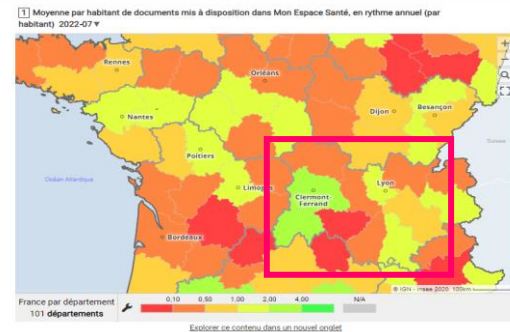 1 Moyenne par habitant de documents mis à disposition dans Mon Espace Santé, en rythme annuel (par
habitant) 2022-07 ▾
Rennes
Orléans
Nantes
Dijon
Besançon
Suisse
Poitiers
Limoges
Lyon
Clermont-
Ferrand
Océan Atlantique
Bordeaux
© IGN - Insee 2020 100km
France par département
101 départements
0,10 0,50 1,00 2,00 4,00 N/A
Explorer ce contenu dans un nouvel onglet